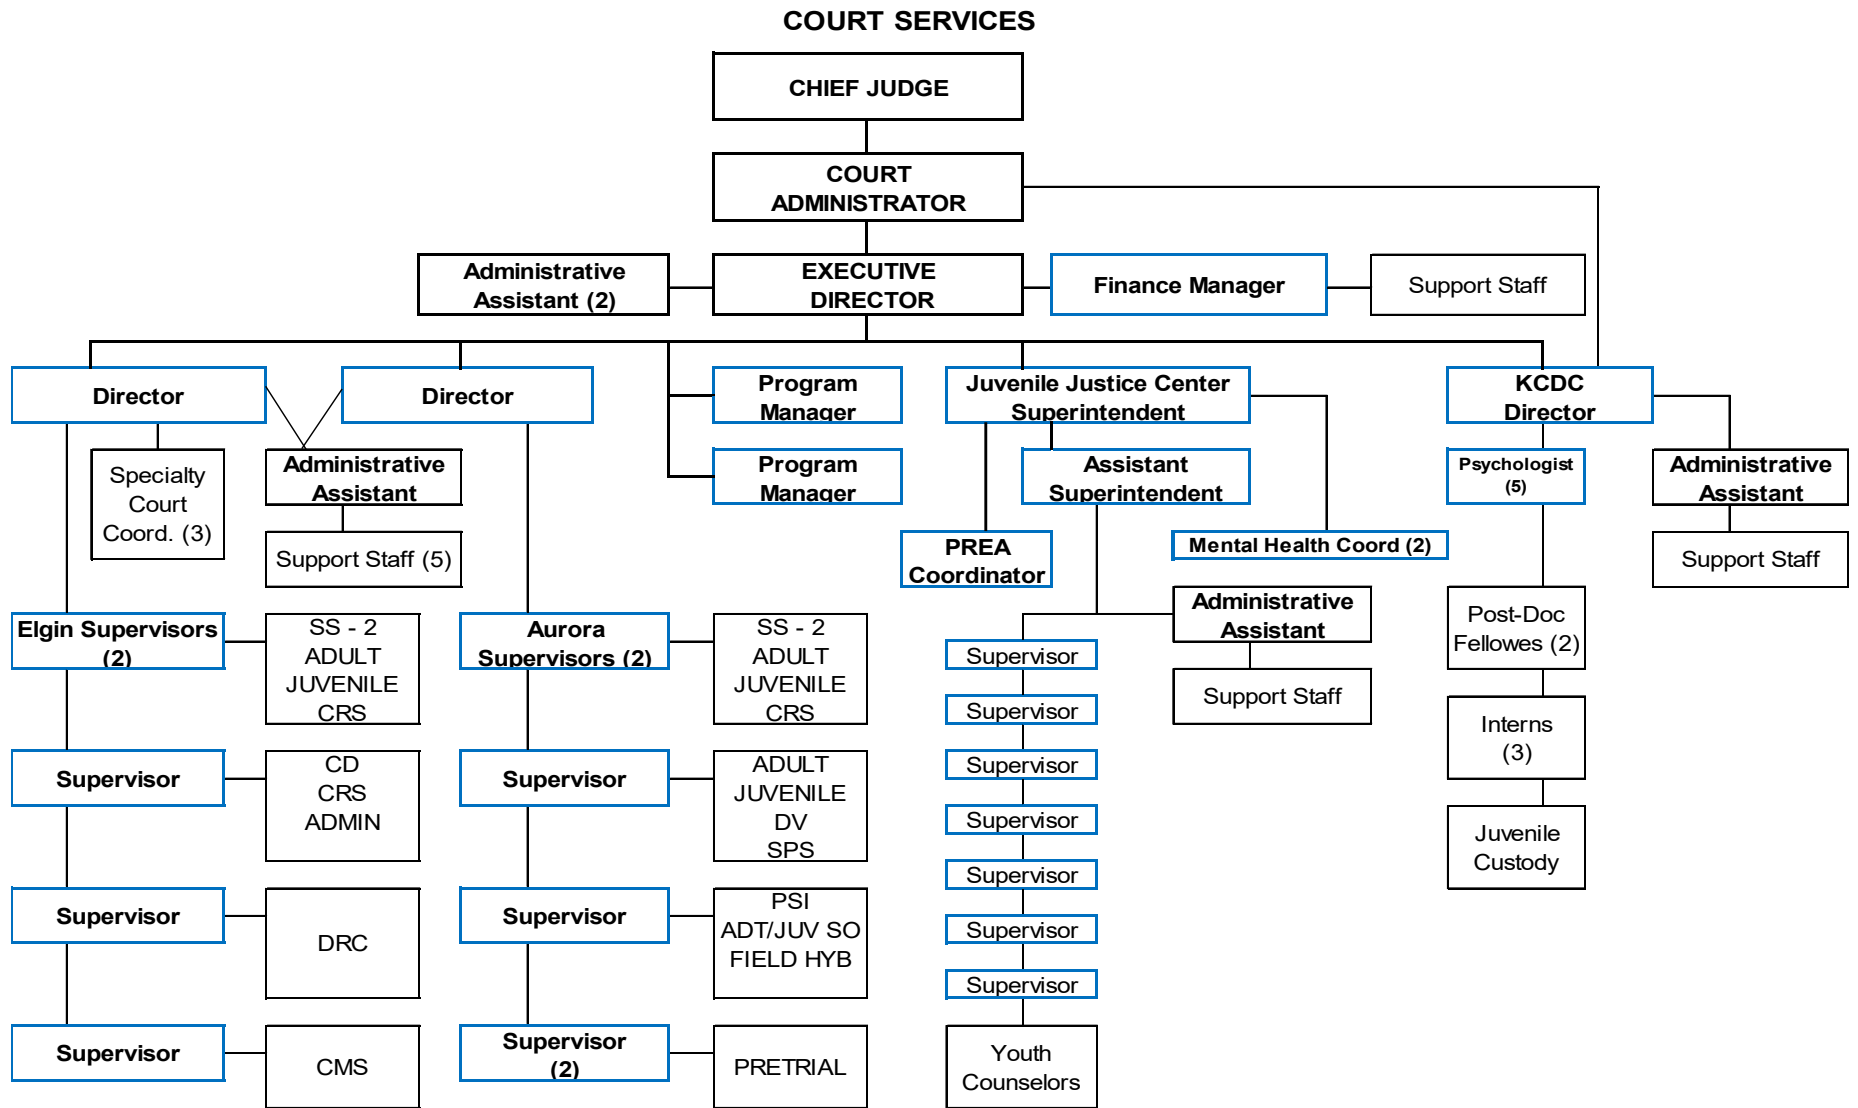 COURT SERVICES
CHIEF JUDGE
COURT
ADMINISTRATOR
Administrative
Assistant (2)
EXECUTIVE
DIRECTOR
Finance Manager
Support Staff
Director
Director
Program
Manager
Juvenile Justice Center
Superintendent
KCDC
Director
Specialty
Court
Coord. (3)
Administrative
Assistant
Program
Manager
Assistant
Superintendent
Psychologist
(5)
Administrative
Assistant
Support Staff (5)
PREA
Coordinator
Mental Health Coord (2)
Support Staff
Elgin Supervisors
(2)
SS - 2
ADULT
JUVENILE
CRS
Aurora
Supervisors (2)
SS - 2
ADULT
JUVENILE
CRS
Supervisor
Administrative
Assistant
Support Staff
Post-Doc
Fellowes (2)
Supervisor
Interns
(3)
Supervisor
CD
CRS
ADMIN
Supervisor
ADULT
JUVENILE
DV
SPS
Supervisor
Supervisor
Juvenile
Custody
Supervisor
DRC
Supervisor
PSI
ADT/JUV SO
FIELD HYB
Supervisor
Supervisor
Supervisor
Supervisor
CMS
Supervisor
(2)
PRETRIAL
Youth
Counselors